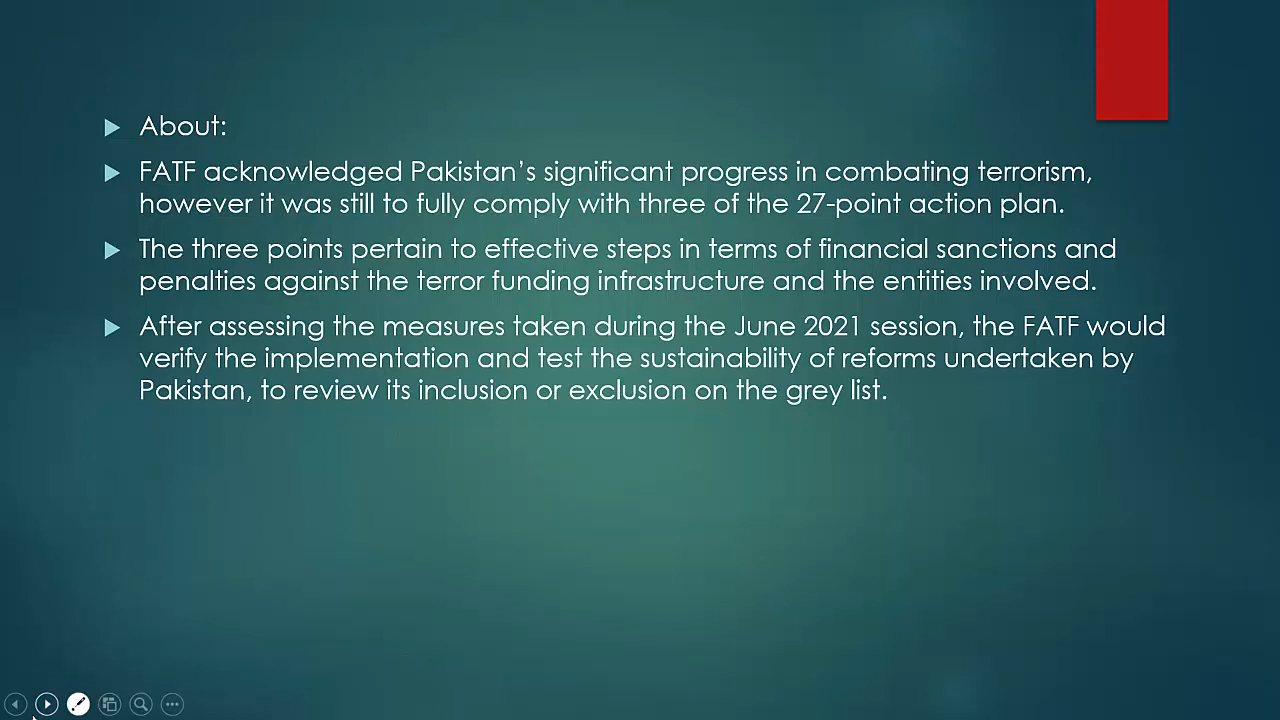 About:
FATF acknowledged Pakistan’s significant progress in combating terrorism,
however it was still to fully comply with three of the 27-point action plan.
The three points pertain to effective steps in terms of financial sanctions and
penalties against the terror funding infrastructure and the entities involved.
After assessing the measures taken during the June 2021 session, the FATF would
verify the implementation and test the sustainability of reforms undertaken by
Pakistan, to review its inclusion or exclusion on the grey list.